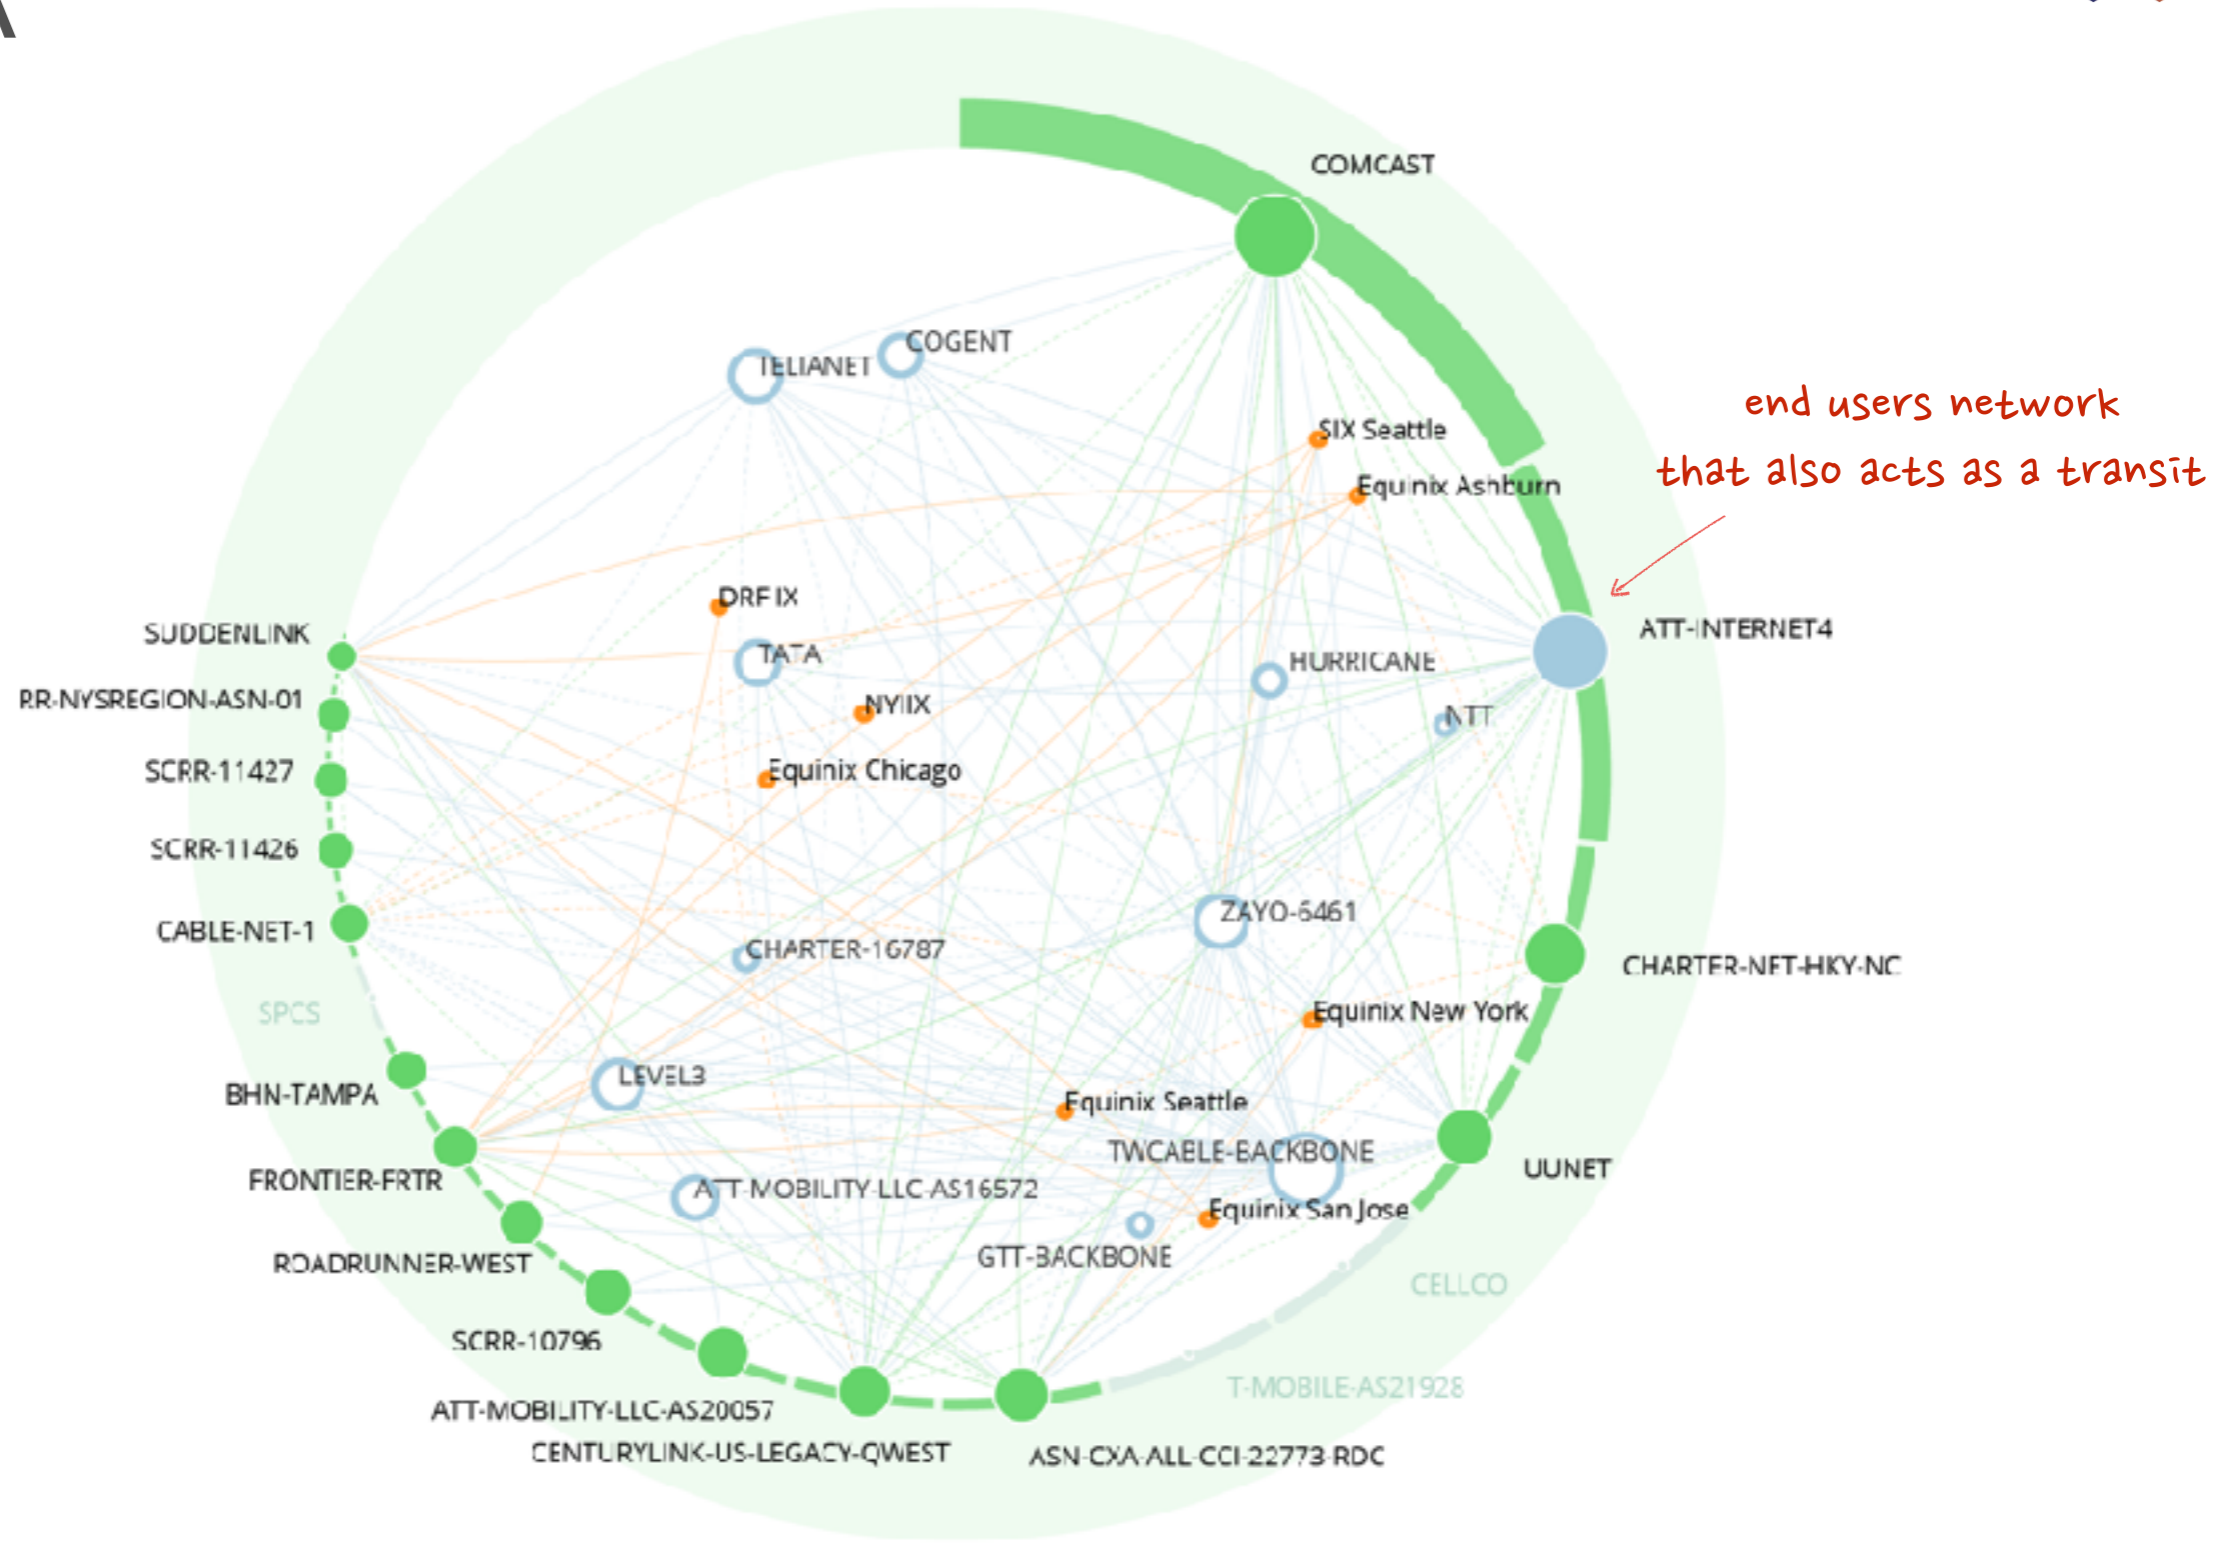 A
COMCAST
COGENT
TELIANET
end users network
SIX Seattle
that also acts as a transit
Equinix Ashburn
DRF IX
SUDDENLINK
ATT-INTERNET4
TATA
HURRICANE
RR-NYSREGION-ASN-01
NYIIX
NTT
SCRR-11427
Equinix Chicago
SCRR-11426
ZAYO-6461
CABLE-NET-1
CHARTER-16787
CHARTER-NET-HKY-NC
SPCS
Equinix New York
LEVEL3
BHN-TAMPA
Equinix Seattle
TWCABLE-BACKBONE
UUNET
FRONTIER-FRTR
ATT-MOBILITY-LLC-AS16572
Equinix San Jose
ROADRUNNER-WEST
GTT-BACKBONE
CELLCO
SCRR-10796
T-MOBILE-AS21928
ATT-MOBILITY-LLC-AS20057
CENTURYLINK-US-LEGACY-QWEST
ASN-CXA-ALL-CCI-22773-RDC